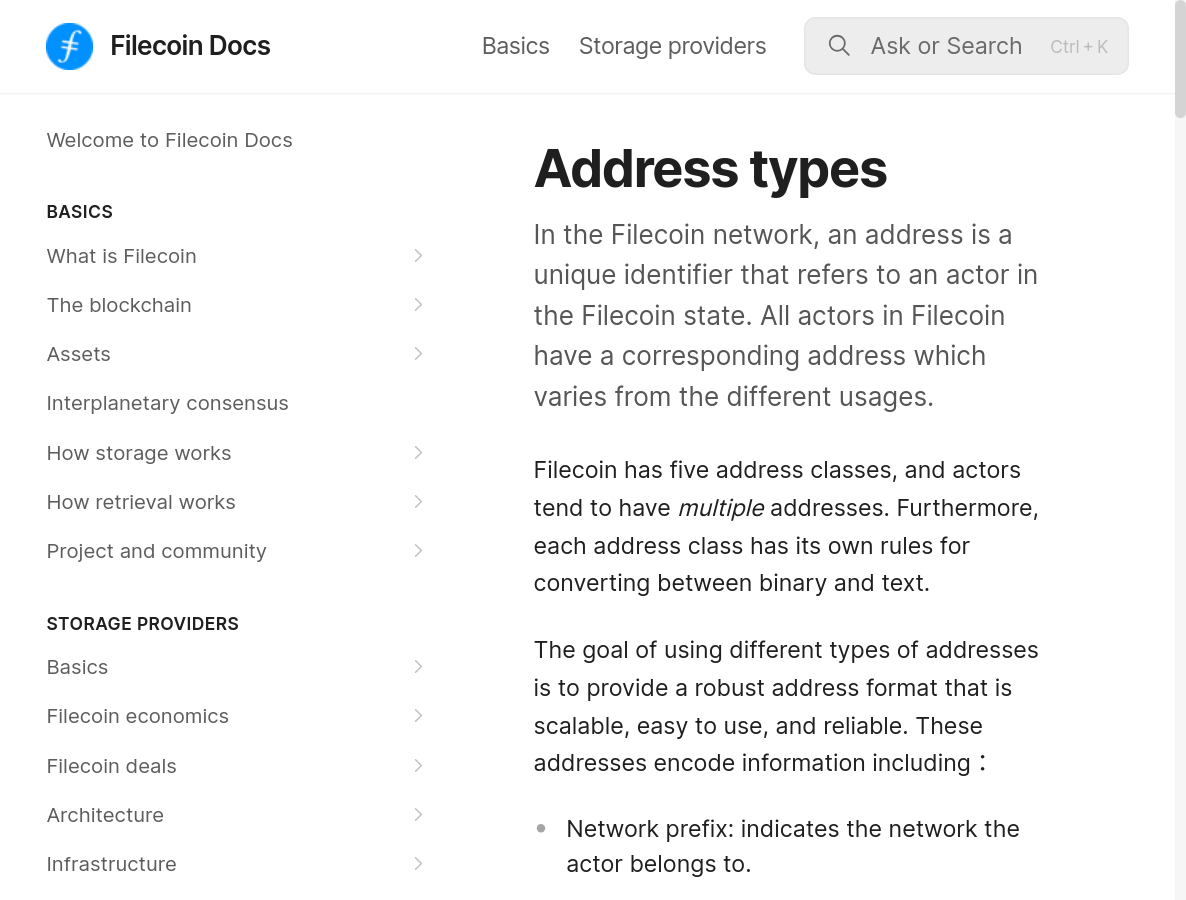 Filecoin Docs
Basics
Storage providers
Ask or Search
Ctrl + K
Welcome to Filecoin Docs
BASICS
What is Filecoin
The blockchain
Assets
Interplanetary consensus
How storage works
How retrieval works
Project and community
STORAGE PROVIDERS
Basics
Filecoin economics
Filecoin deals
Architecture
Infrastructure
Address types
In the Filecoin network, an address is a
unique identifier that refers to an actor in
the Filecoin state. All actors in Filecoin
have a corresponding address which
varies from the different usages.
Filecoin has five address classes, and actors
tend to have multiple addresses. Furthermore,
each address class has its own rules for
converting between binary and text.
The goal of using different types of addresses
is to provide a robust address format that is
scalable, easy to use, and reliable. These
addresses encode information including：
Network prefix: indicates the network the
actor belongs to.